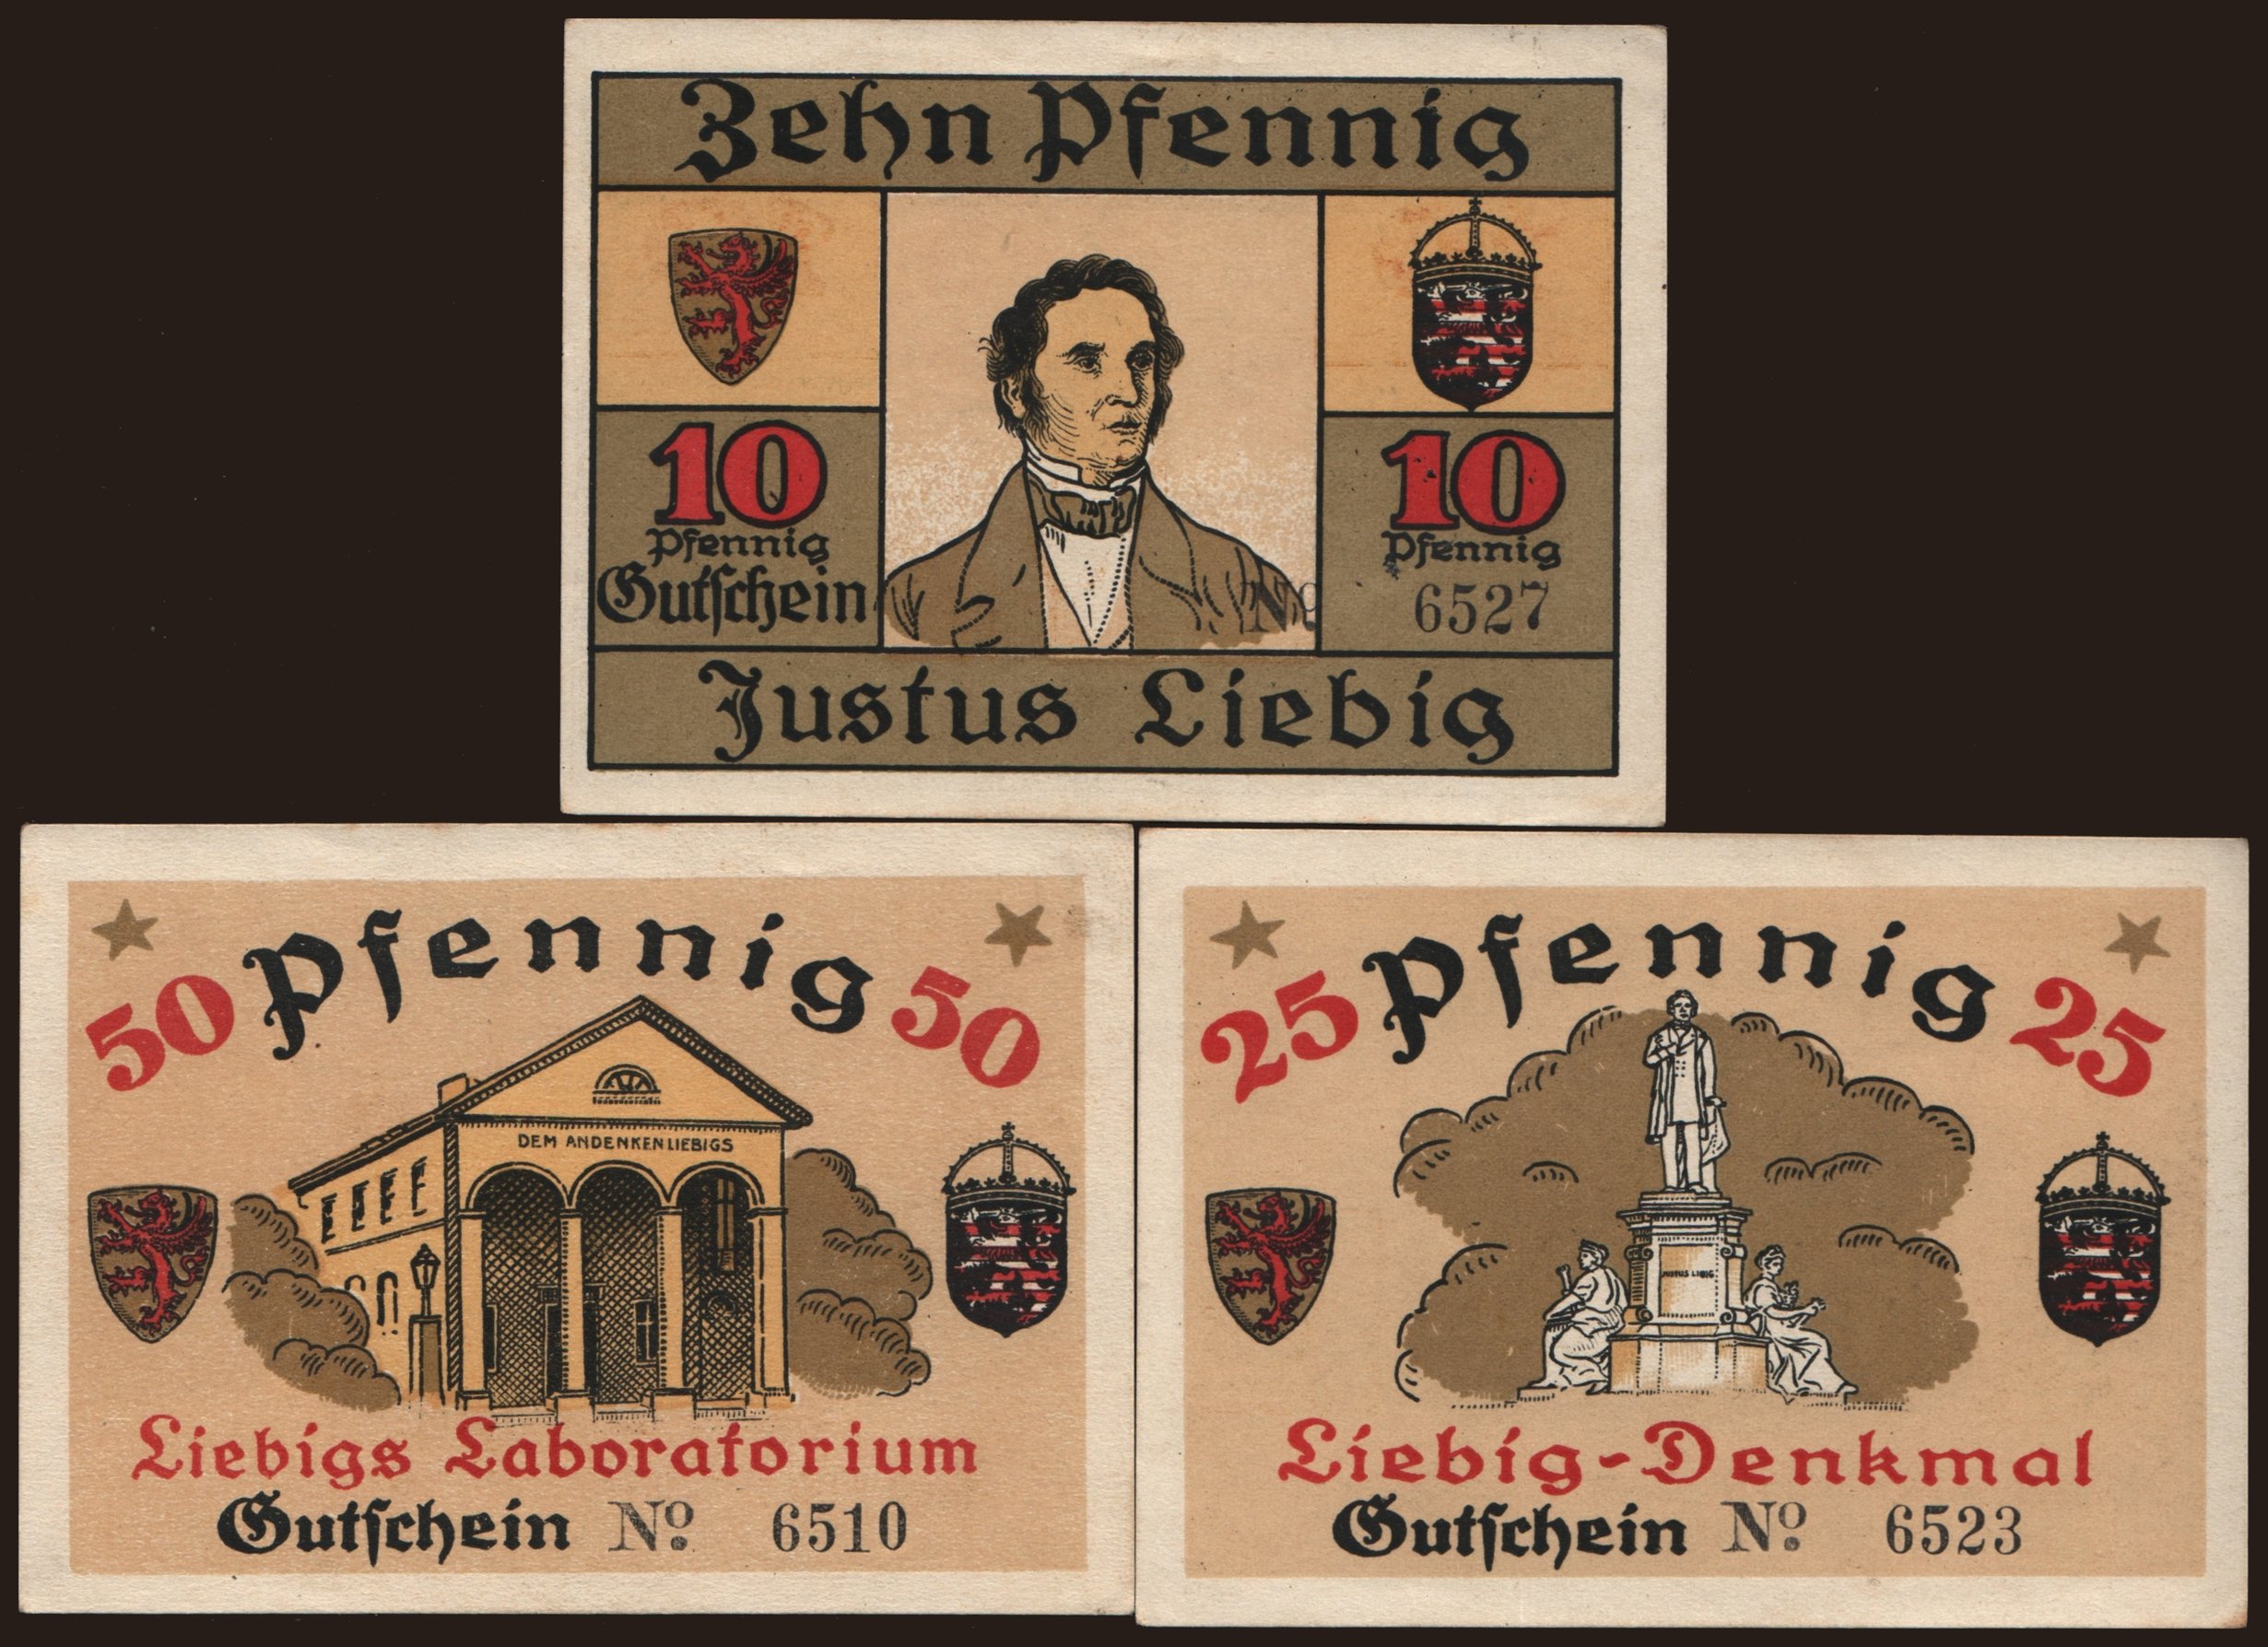 Zehn Pfennig
10
Pfennig
Gutschein
Nº
10
Pfennig
6527
Justus Liebig
50 Pfennig 50
DEM ANDENKEN LIEBIGS
Liebigs Laboratorium
Gutschein Nº 6510
25 Pfennig 25
JUSTUS LIBIG
Liebig-Denkmal
Gutschein Nº 6523